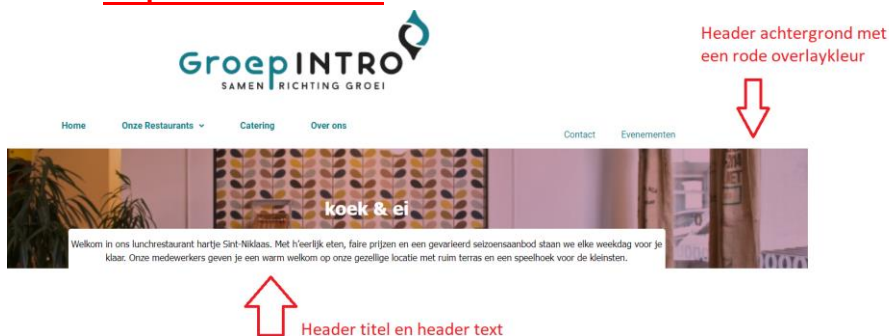 Header achtergrond met
een rode overlaykleur
Groep INTRO
SAMEN RICHTING GROEI
Home Onze Restaurants Catering Over ons
Contact Evenementen
koek & ei
Welkom in ons lunchrestaurant hartje Sint-Niklaas. Met h'eerlijk eten, faire prijzen en een gevarieerd seizoensaanbod staan we elke weekdag voor je
klaar. Onze medewerkers geven je een warm welkom op onze gezellige locatie met ruim terras en een speelhoek voor de kleinsten.
Header titel en header text